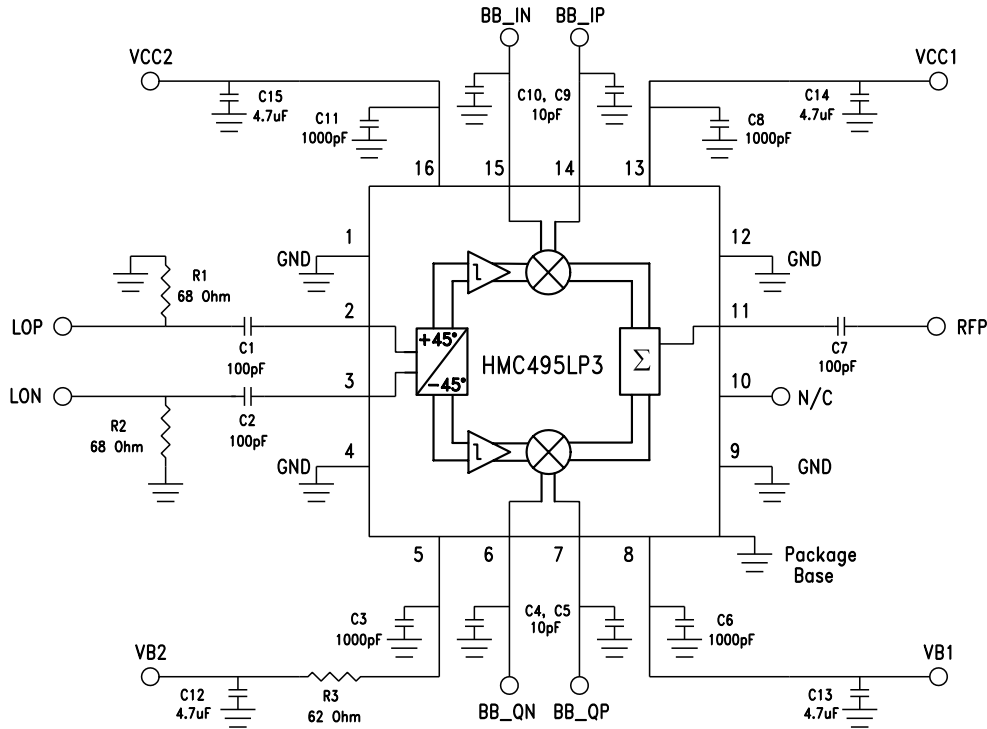 BB_IN BB_IP
VCC2 VCC1
C15
4.7uF
C11
1000pF
C10, C9
10pF
C8
1000pF
C14
4.7uF
16 15 14 13
1
GND
12
GND
R1
68 Ohm
LOP
2
C1
100pF
+45°
-45°
HMC495LP3
Σ
11
C7
100pF
RFP
LON
3
C2
100pF
10
N/C
R2
68 Ohm
4
GND
9
GND
5 6 7 8
Package
Base
C3
1000pF
C4, C5
10pF
C6
1000pF
VB2 VB1
C12
4.7uF
R3
62 Ohm
BB_QN BB_QP
C13
4.7uF